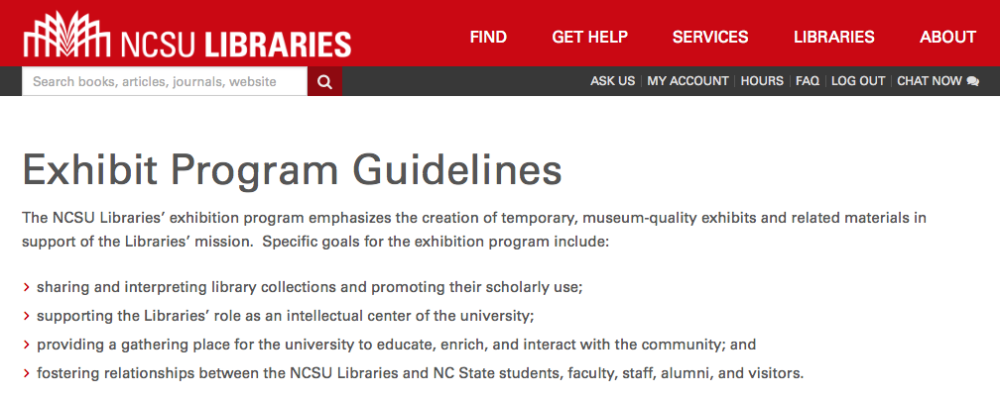 NCSU LIBRARIES
FIND GET HELP SERVICES LIBRARIES ABOUT
Search books, articles, journals, website
ASK US MY ACCOUNT HOURS FAQ LOG OUT CHAT NOW
Exhibit Program Guidelines
The NCSU Libraries’ exhibition program emphasizes the creation of temporary, museum-quality exhibits and related materials in
support of the Libraries’ mission.  Specific goals for the exhibition program include:
sharing and interpreting library collections and promoting their scholarly use;
supporting the Libraries’ role as an intellectual center of the university;
providing a gathering place for the university to educate, enrich, and interact with the community; and
fostering relationships between the NCSU Libraries and NC State students, faculty, staff, alumni, and visitors.